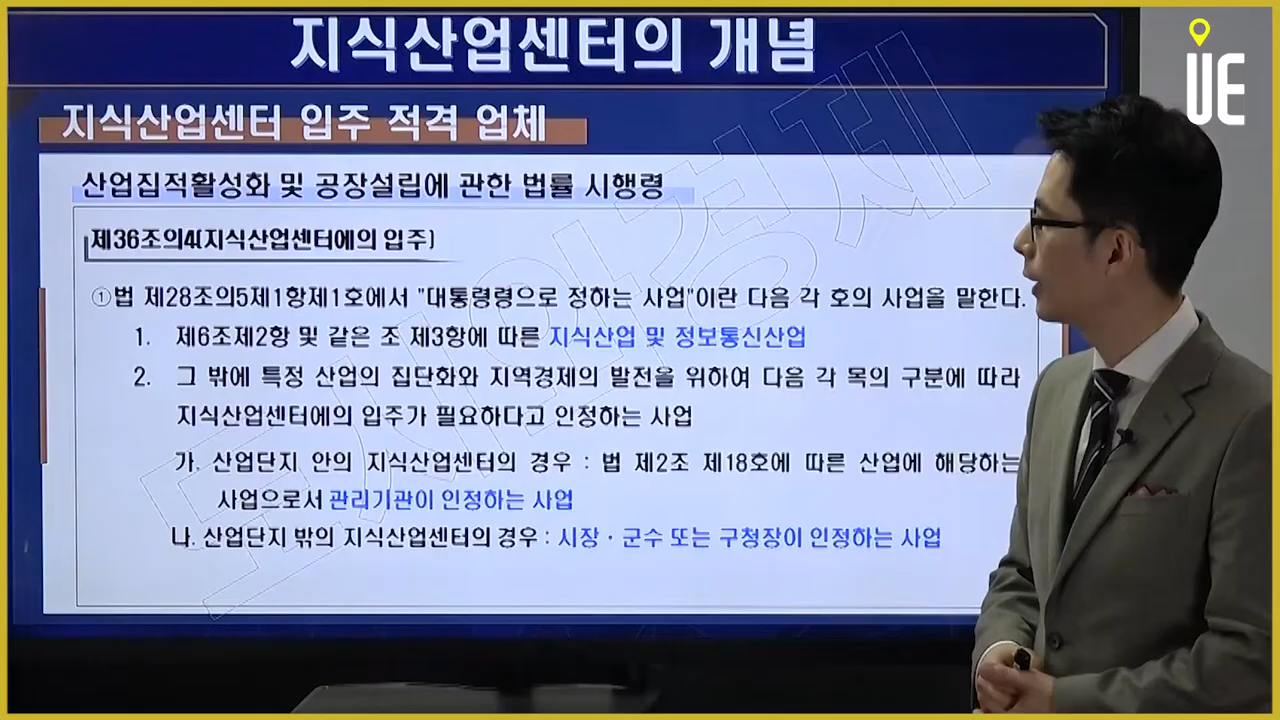 지식산업센터의 개념
UE
지식산업센터 입주 적격 업체
산업집적활성화 및 공장설립에 관한 법률 시행령
제36조의4(지식산업센터에의 입주)
①법 제28조의5제1항제1호에서 "대통령령으로 정하는 사업"이란 다음 각 호의 사업을 말한다.
1. 제6조제2항 및 같은 조 제3항에 따른 지식산업 및 정보통신산업
2. 그 밖에 특정 산업의 집단화와 지역경제의 발전을 위하여 다음 각 목의 구분에 따라
지식산업센터에의 입주가 필요하다고 인정하는 사업
가. 산업단지 안의 지식산업센터의 경우 : 법 제2조 제18호에 따른 산업에 해당하는
사업으로서 관리기관이 인정하는 사업
나. 산업단지 밖의 지식산업센터의 경우 : 시장 · 군수 또는 구청장이 인정하는 사업
도시와경제